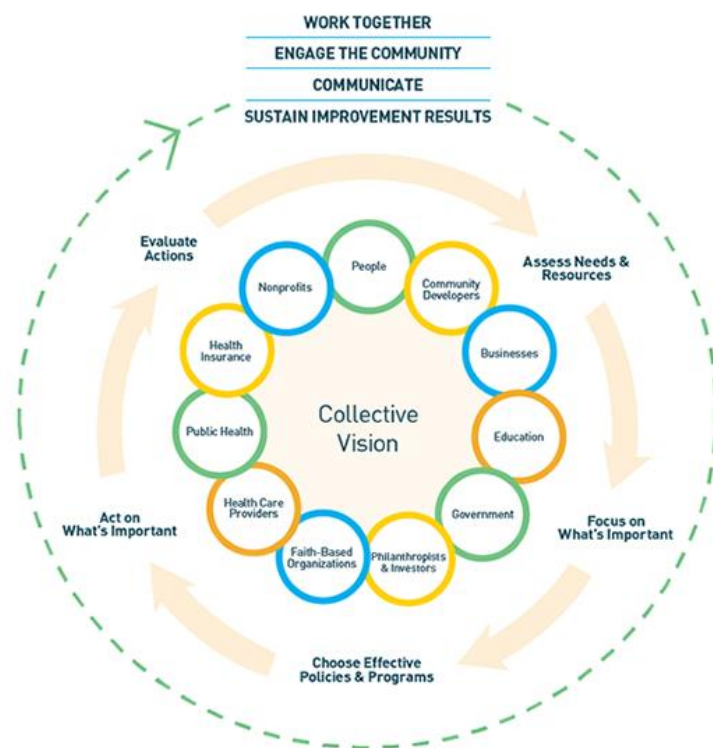 WORK TOGETHER
ENGAGE THE COMMUNITY
COMMUNICATE
SUSTAIN IMPROVEMENT RESULTS
Evaluate
Actions
Assess Needs &
Resources
Focus on
What's Important
Choose Effective
Policies & Programs
Act on
What's Important
People
Community
Developers
Businesses
Education
Government
Philanthropists
& Investors
Faith-Based
Organizations
Health Care
Providers
Public Health
Health
Insurance
Nonprofits
Collective
Vision